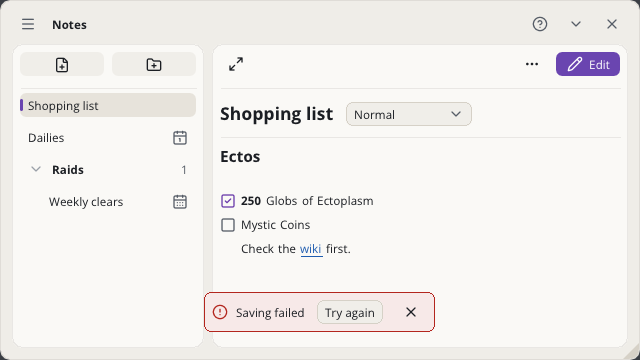 Notes
Edit
Shopping list
Dailies
Raids 1
Weekly clears
Shopping list Normal
Ectos
250 Globs of Ectoplasm
Mystic Coins
Check the wiki first.
Saving failed Try again